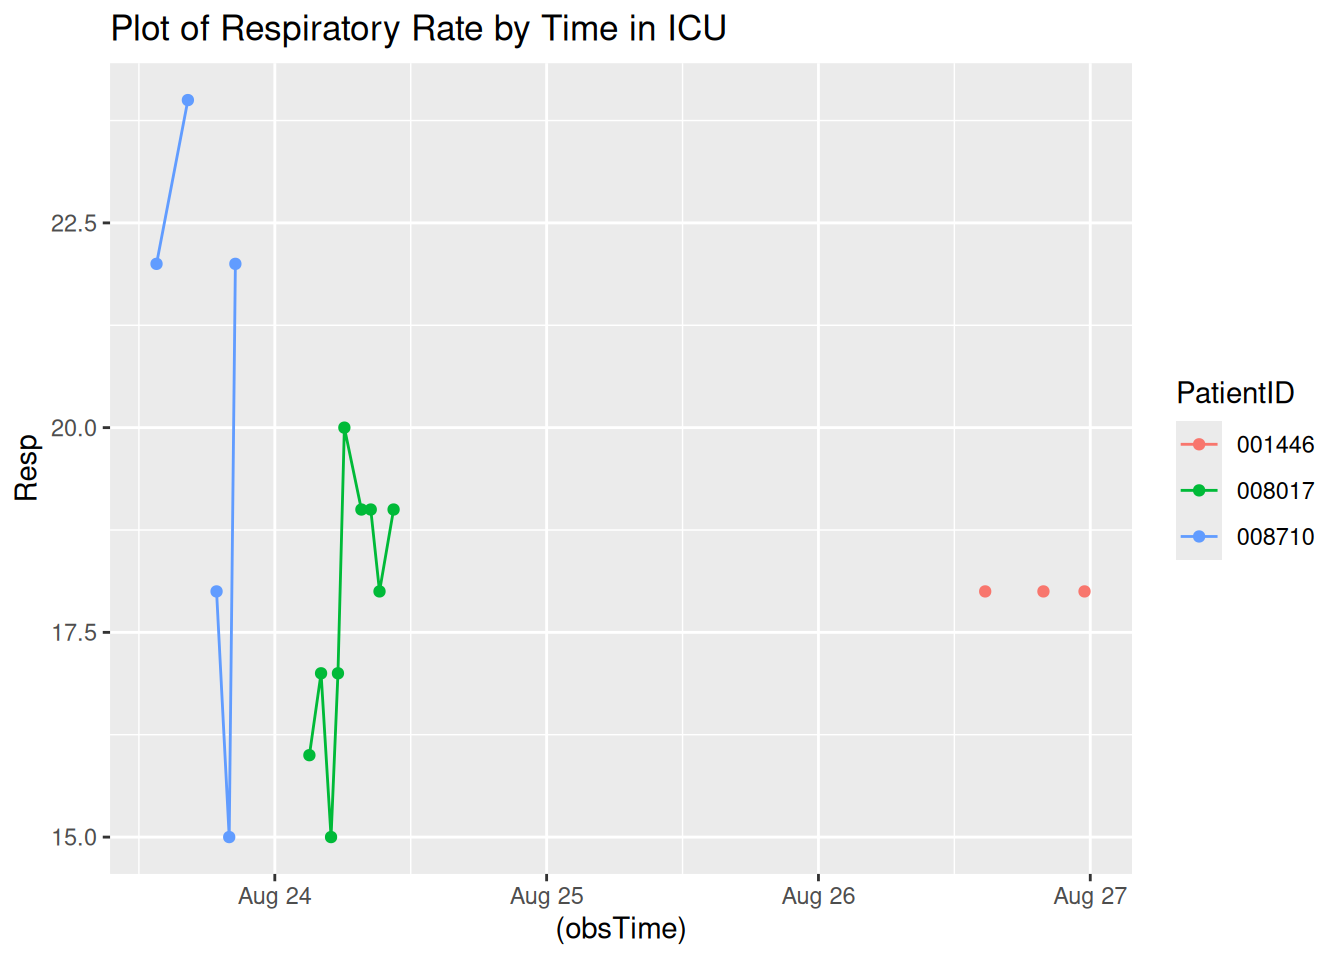 Plot of Respiratory Rate by Time in ICU
22.5
20.0
17.5
15.0
Resp
Aug 24
Aug 25
Aug 26
Aug 27
(obsTime)
PatientID
001446
008017
008710